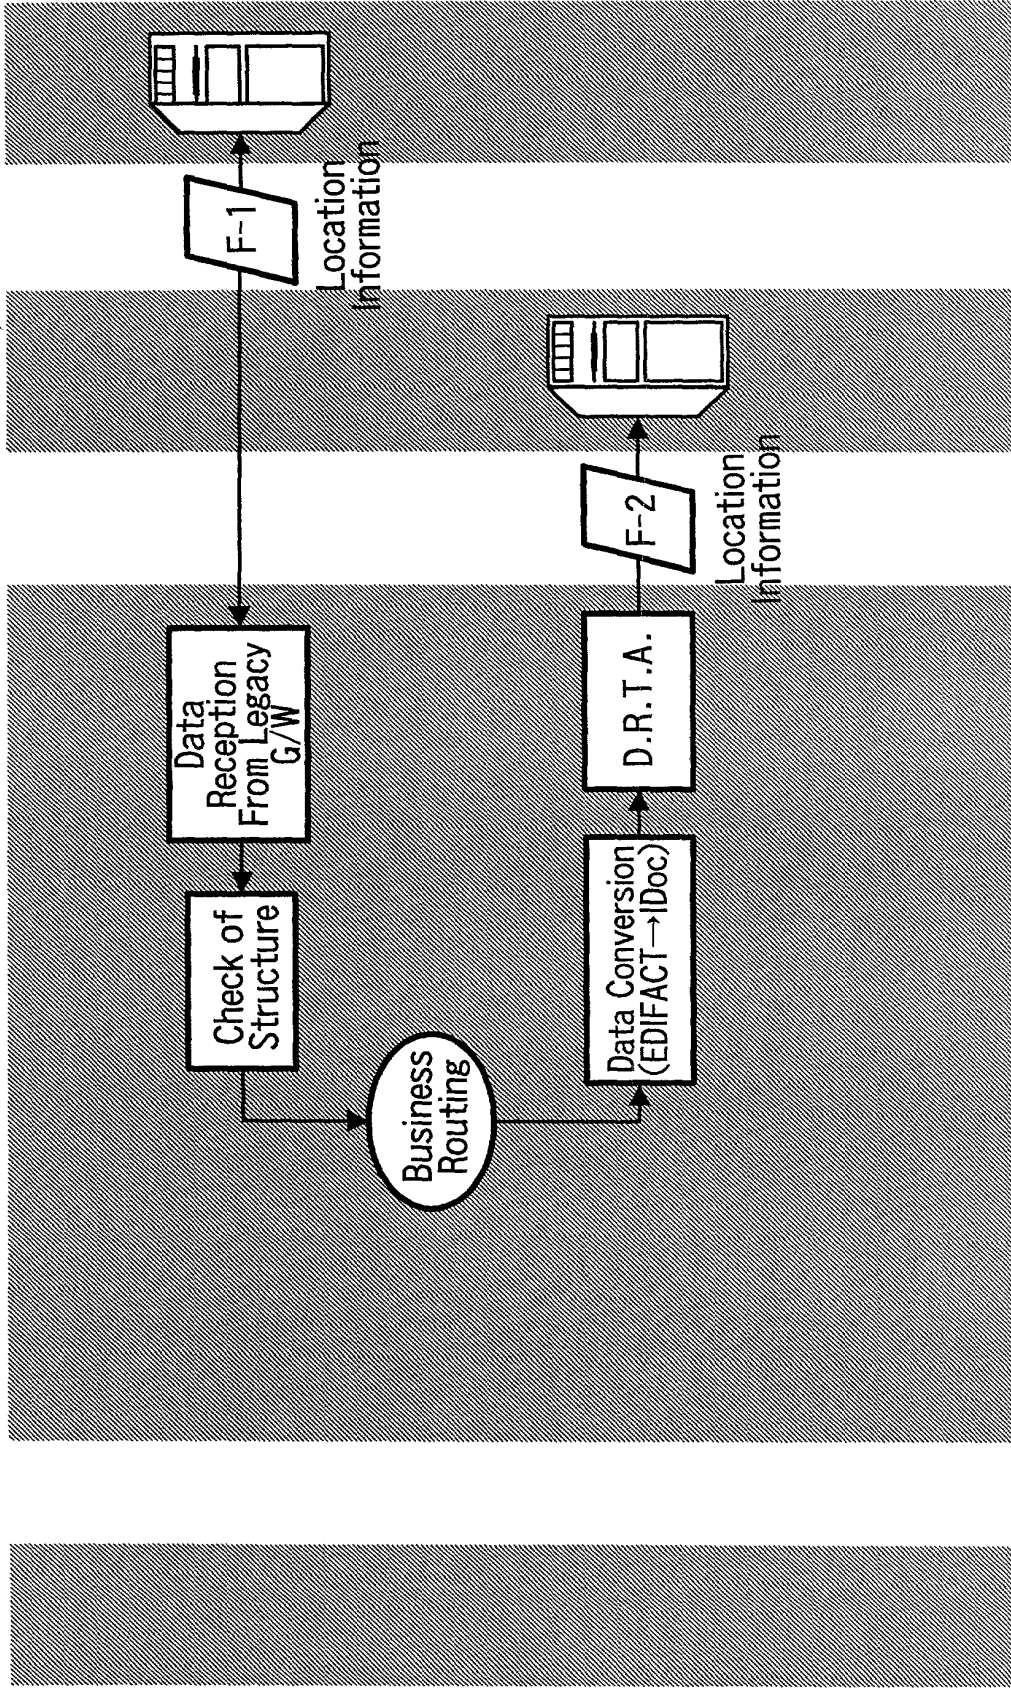 F-1
Location
Information
Data
Reception
From Legacy
G/W
Check of
Structure
Business
Routing
Data Conversion
(EDIFACT→IDoc)
D.R.T.A.
F-2
Location
Information